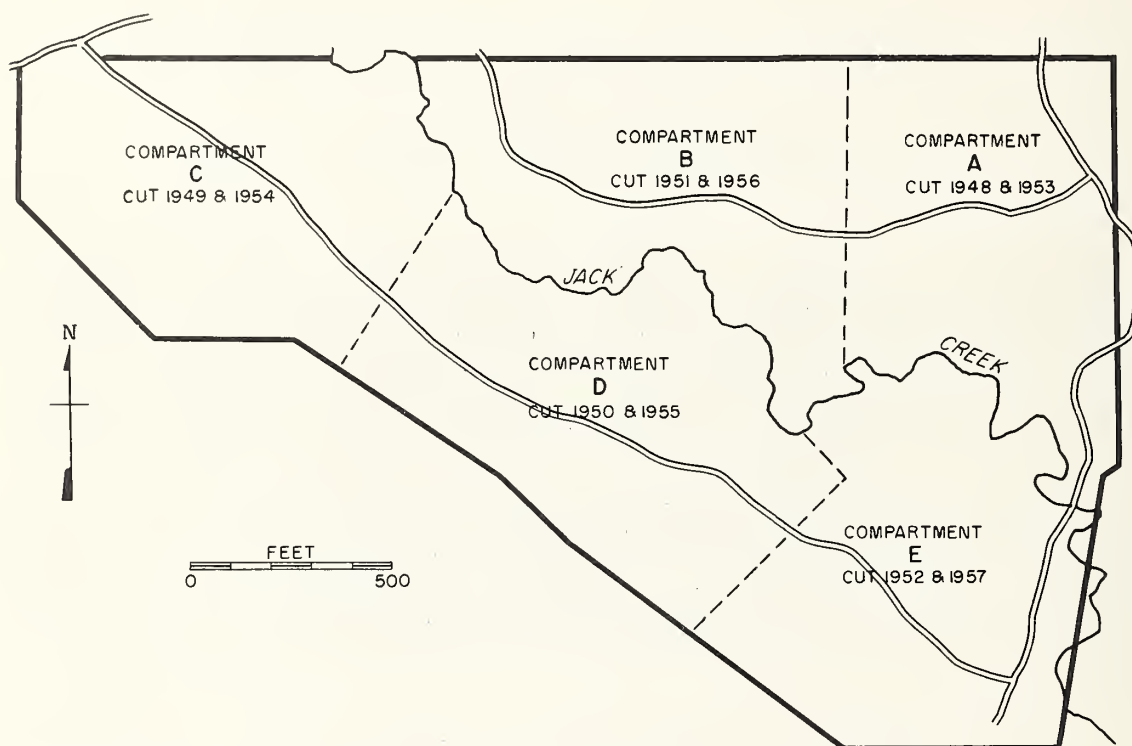 COMPARTMENT
A
CUT 1948 & 1953
COMPARTMENT
B
CUT 1951 & 1956
COMPARTMENT
C
CUT 1949 & 1954
JACK
CREEK
N
COMPARTMENT
D
CUT 1950 & 1955
COMPARTMENT
E
CUT 1952 & 1957
FEET
0 500